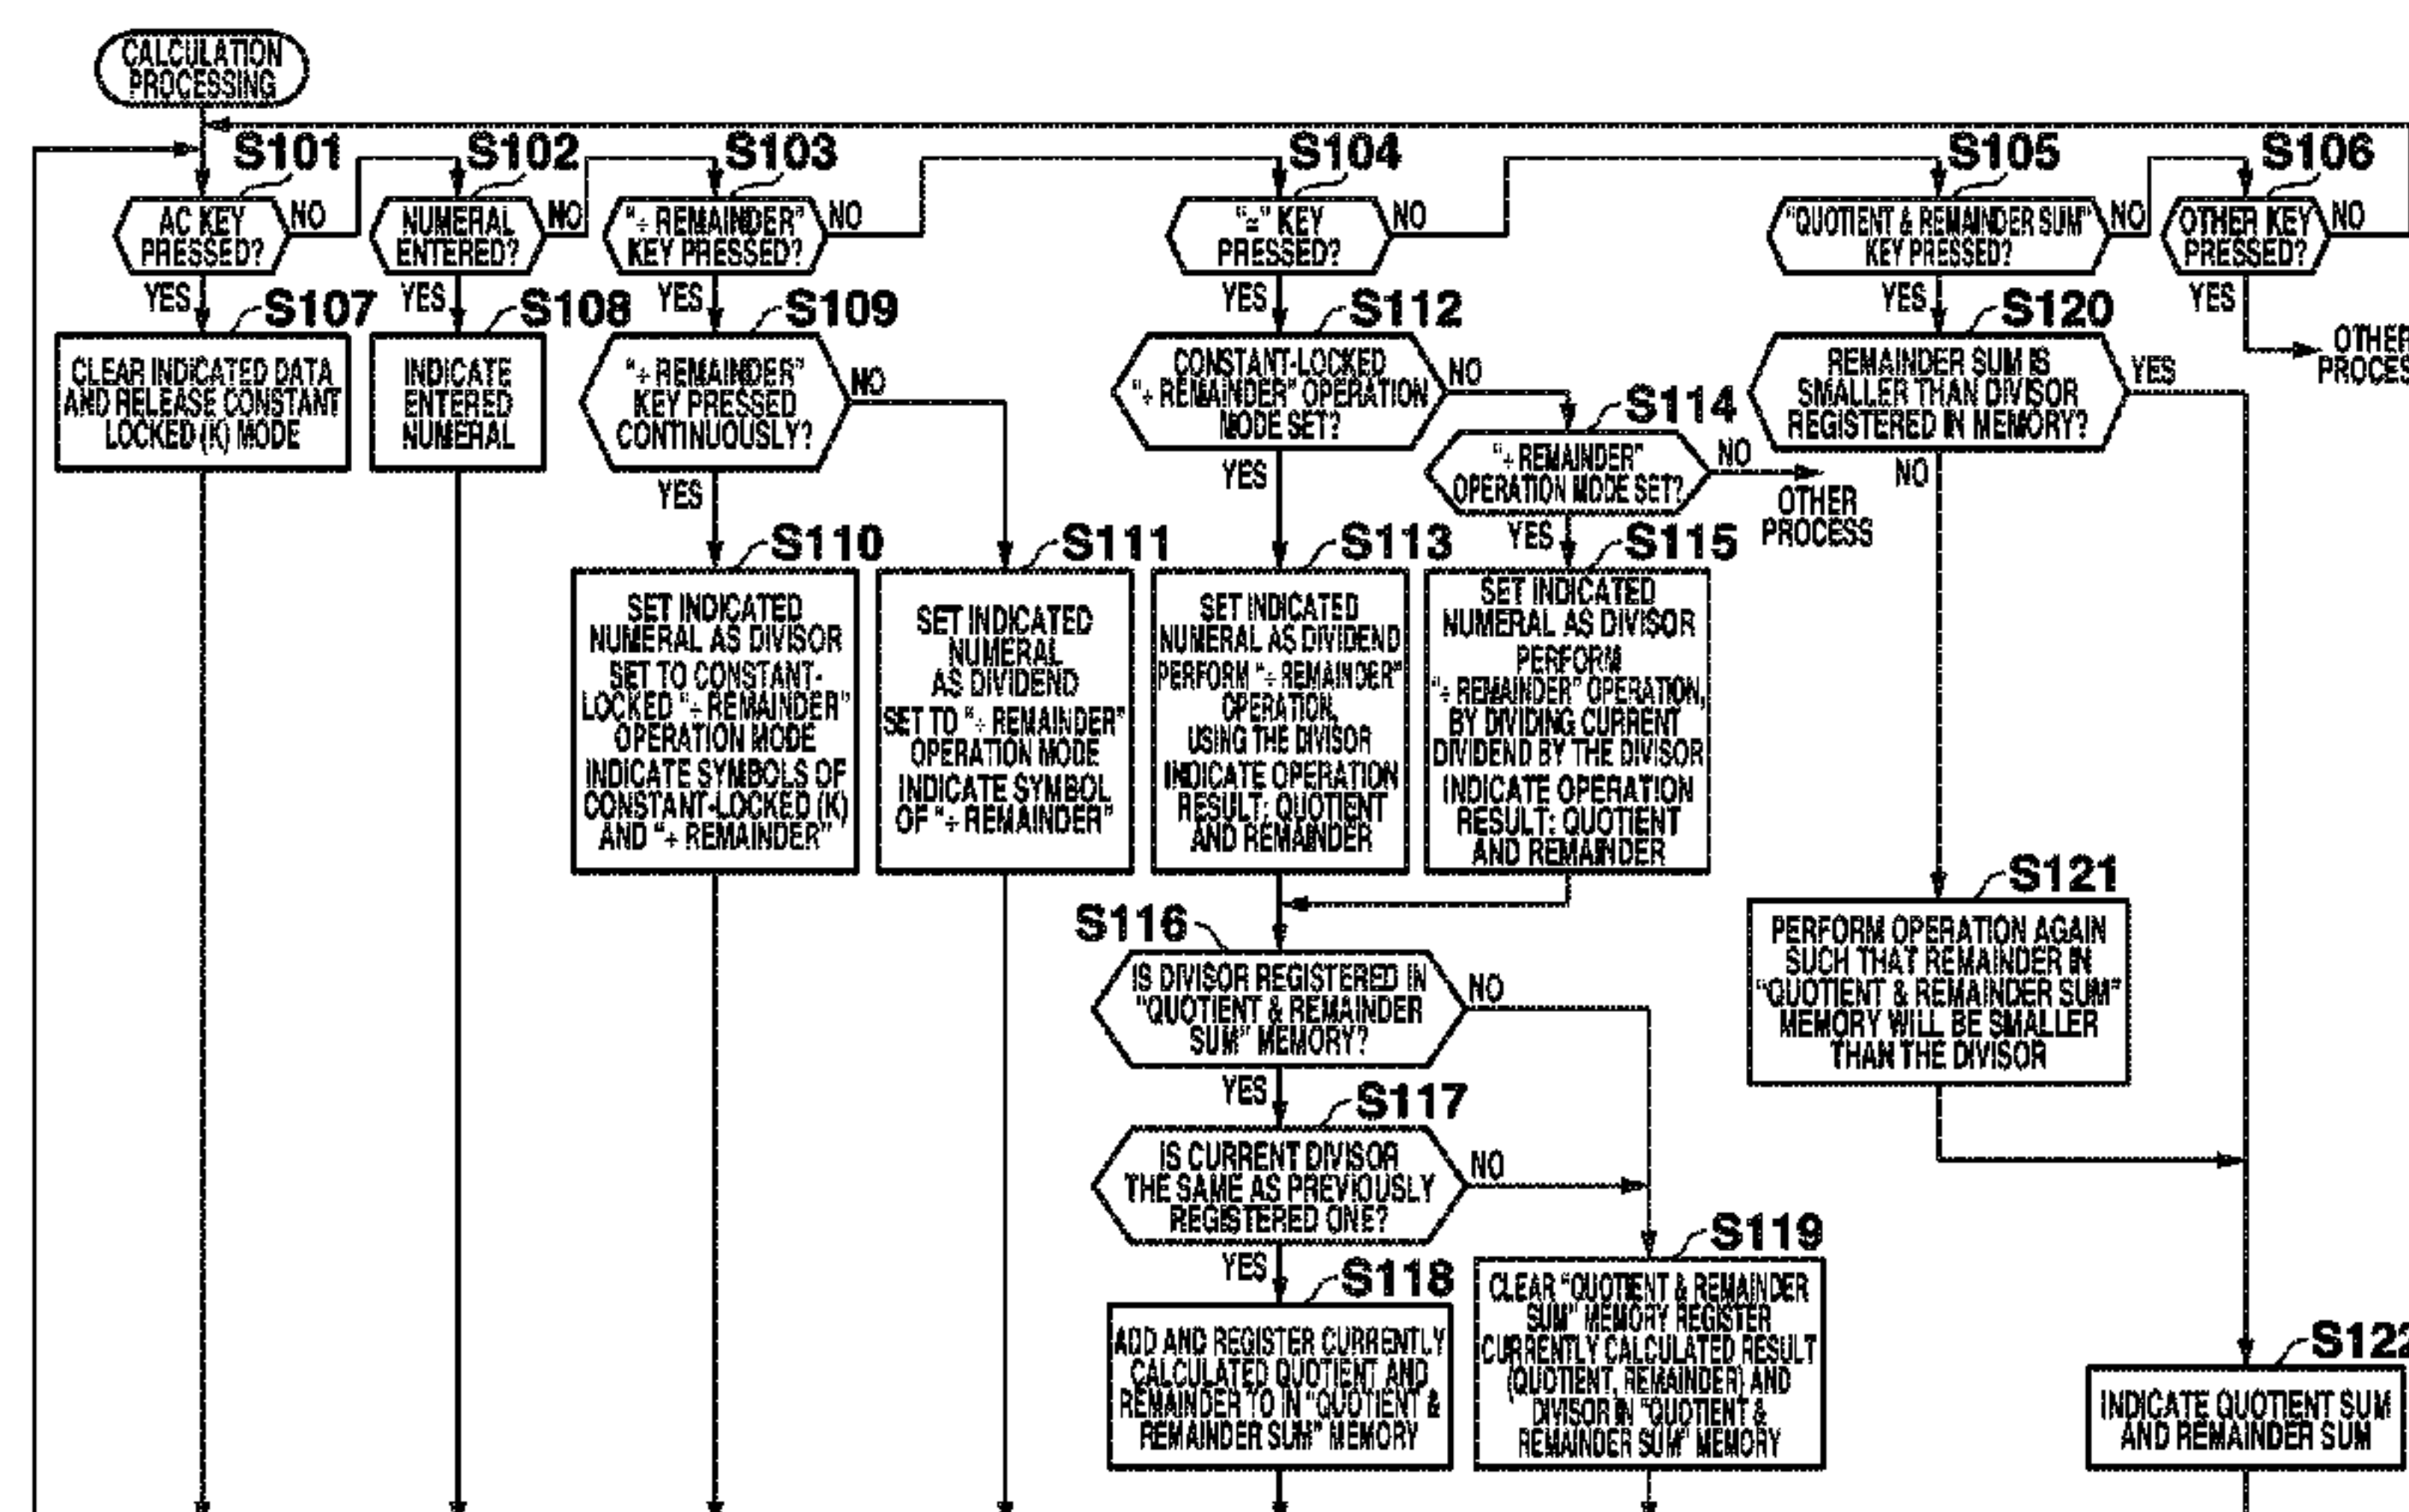 CALCULATION
PROCESSING
S101
S102
S103
S104
S105
S106
AC KEY
PRESSED?
NO
YES
NUMERAL
ENTERED?
NO
YES
"÷ REMAINDER"
KEY PRESSED?
NO
YES
"=" KEY
PRESSED?
NO
YES
"QUOTIENT & REMAINDER SUM"
KEY PRESSED?
NO
YES
OTHER KEY
PRESSED?
NO
YES
OTHER
PROCES
S107
CLEAR INDICATED DATA
AND RELEASE CONSTANT
LOCKED (K) MODE
S108
INDICATE
ENTERED
NUMERAL
S109
"÷ REMAINDER"
KEY PRESSED
CONTINUOUSLY?
NO
YES
S112
CONSTANT-LOCKED
"÷ REMAINDER" OPERATION
MODE SET?
NO
YES
S114
"÷ REMAINDER"
OPERATION MODE SET?
NO
OTHER
PROCESS
YES
S120
REMAINDER SUM IS
SMALLER THAN DIVISOR
REGISTERED IN MEMORY?
YES
NO
S110
SET INDICATED
NUMERAL AS DIVISOR
SET TO CONSTANT-
LOCKED "÷ REMAINDER"
OPERATION MODE
INDICATE SYMBOLS OF
CONSTANT-LOCKED (K)
AND "÷ REMAINDER"
S111
SET INDICATED
NUMERAL
AS DIVIDEND
SET TO "÷ REMAINDER"
OPERATION MODE
INDICATE SYMBOL
OF "÷ REMAINDER"
S113
SET INDICATED
NUMERAL AS DIVIDEND
PERFORM "÷ REMAINDER"
OPERATION,
USING THE DIVISOR
INDICATE OPERATION
RESULT: QUOTIENT
AND REMAINDER
S115
SET INDICATED
NUMERAL AS DIVISOR
PERFORM
"÷ REMAINDER" OPERATION,
BY DIVIDING CURRENT
DIVIDEND BY THE DIVISOR
INDICATE OPERATION
RESULT: QUOTIENT
AND REMAINDER
S116
IS DIVISOR REGISTERED IN
"QUOTIENT & REMAINDER
SUM" MEMORY?
NO
YES
S117
IS CURRENT DIVISOR
THE SAME AS PREVIOUSLY
REGISTERED ONE?
NO
YES
S118
ADD AND REGISTER CURRENTLY
CALCULATED QUOTIENT AND
REMAINDER TO IN "QUOTIENT &
REMAINDER SUM" MEMORY
S119
CLEAR "QUOTIENT & REMAINDER
SUM" MEMORY REGISTER
CURRENTLY CALCULATED RESULT
(QUOTIENT, REMAINDER) AND
DIVISOR IN "QUOTIENT &
REMAINDER SUM" MEMORY
S121
PERFORM OPERATION AGAIN
SUCH THAT REMAINDER IN
"QUOTIENT & REMAINDER SUM"
MEMORY WILL BE SMALLER
THAN THE DIVISOR
S122
INDICATE QUOTIENT SUM
AND REMAINDER SUM